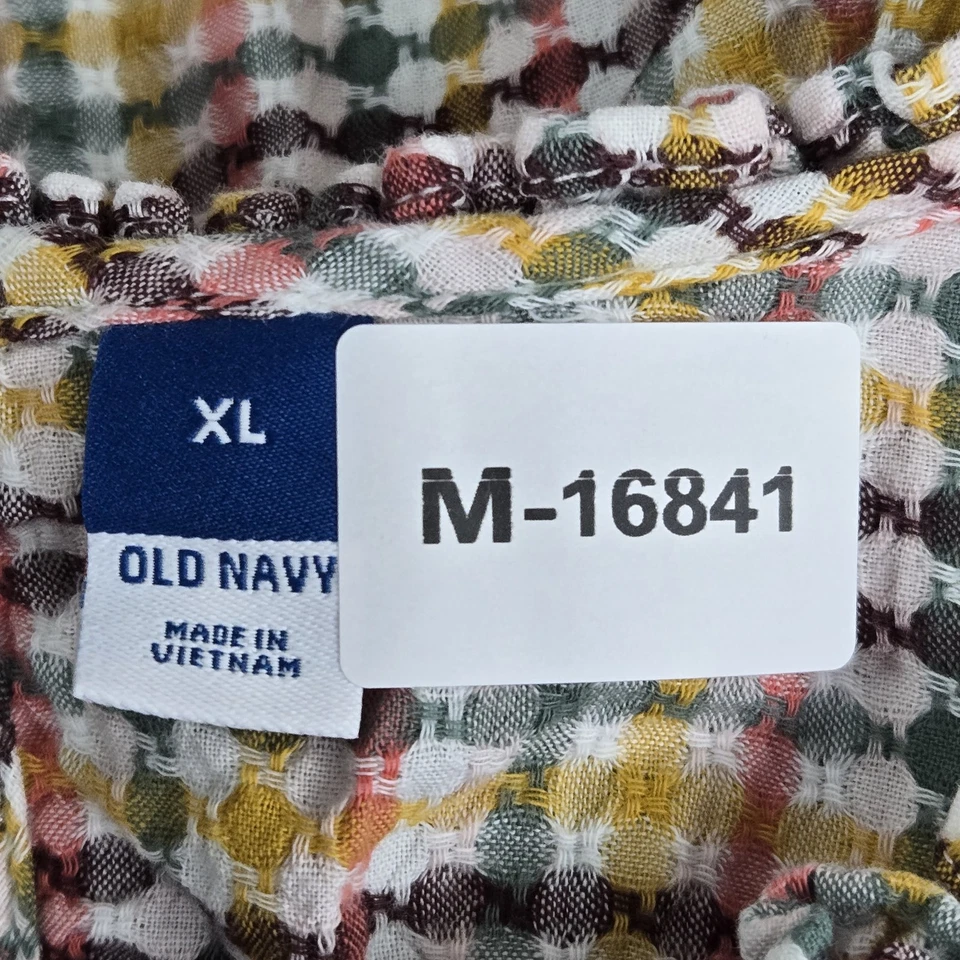 XL
OLD NAVY
MADE IN
VIETNAM
M-16841